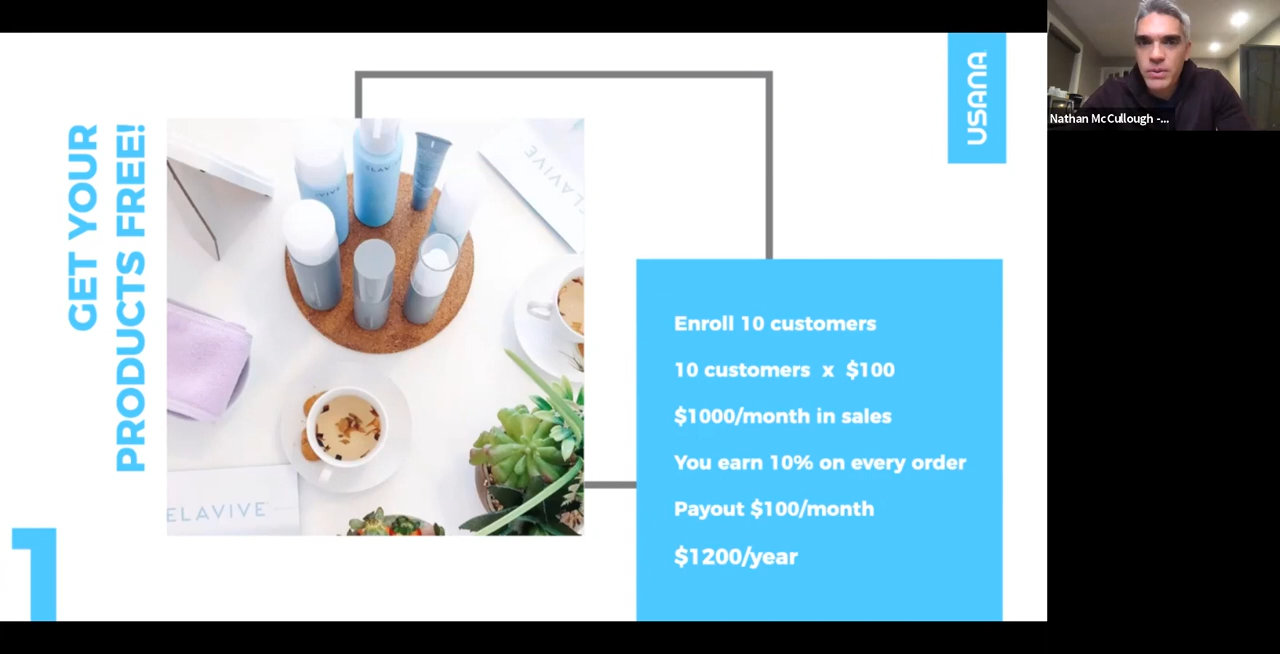 GET YOUR
PRODUCTS FREE!
USANA
Nathan McCullough -...
ELAVIVE
Enroll 10 customers
10 customers x $100
$1000/month in sales
You earn 10% on every order
Payout $100/month
$1200/year
ELAVIVE
1